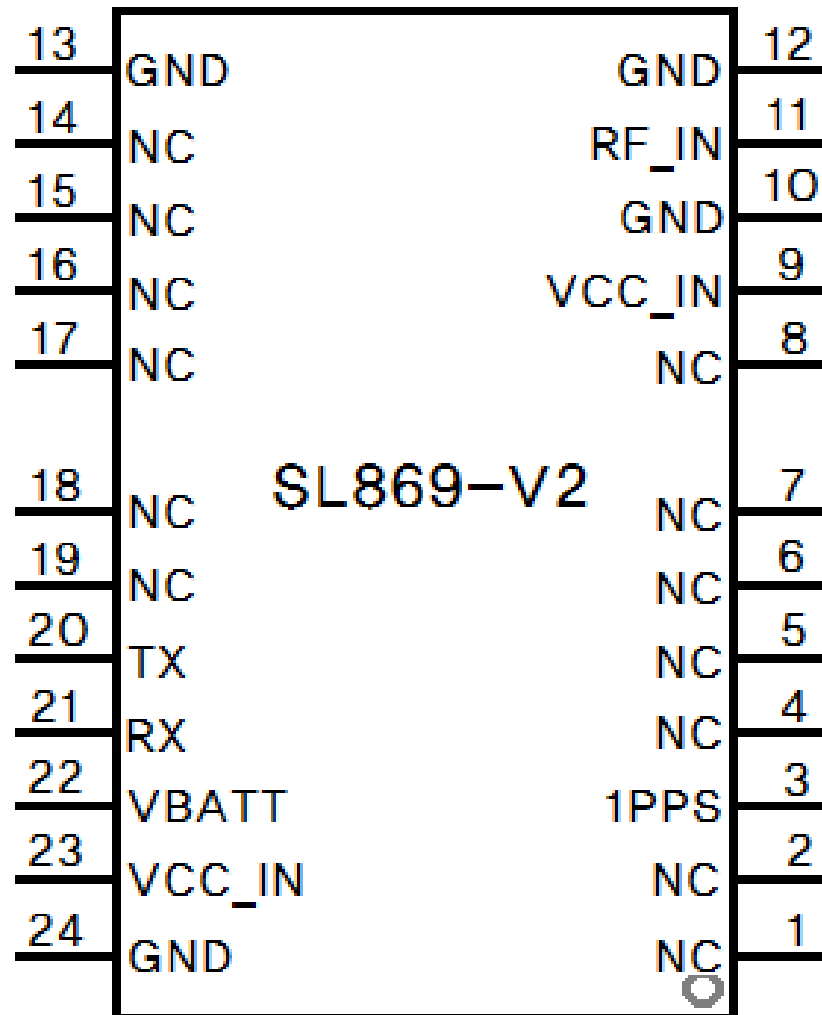 13 GND GND 12
14 NC RF_IN 11
15 NC GND 10
16 NC VCC_IN 9
17 NC NC 8
SL869-V2
18 NC NC 7
19 NC NC 6
20 TX NC 5
21 RX NC 4
22 VBATT 1PPS 3
23 VCC_IN NC 2
24 GND NC 1